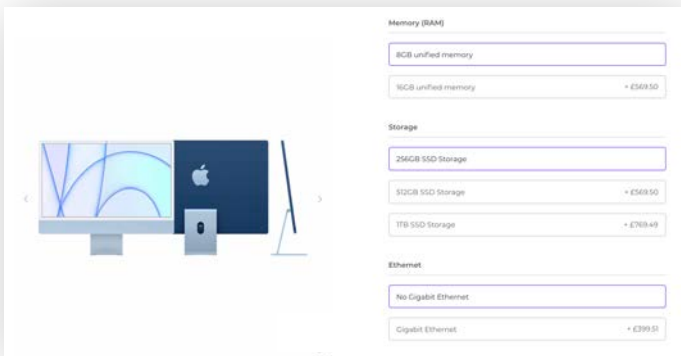 Memory (RAM)
8GB unified memory
16GB unified memory + £569.50
Storage
256GB SSD Storage
512GB SSD Storage + £569.50
1TB SSD Storage + £769.49
Ethernet
No Gigabit Ethernet
Gigabit Ethernet + £399.51